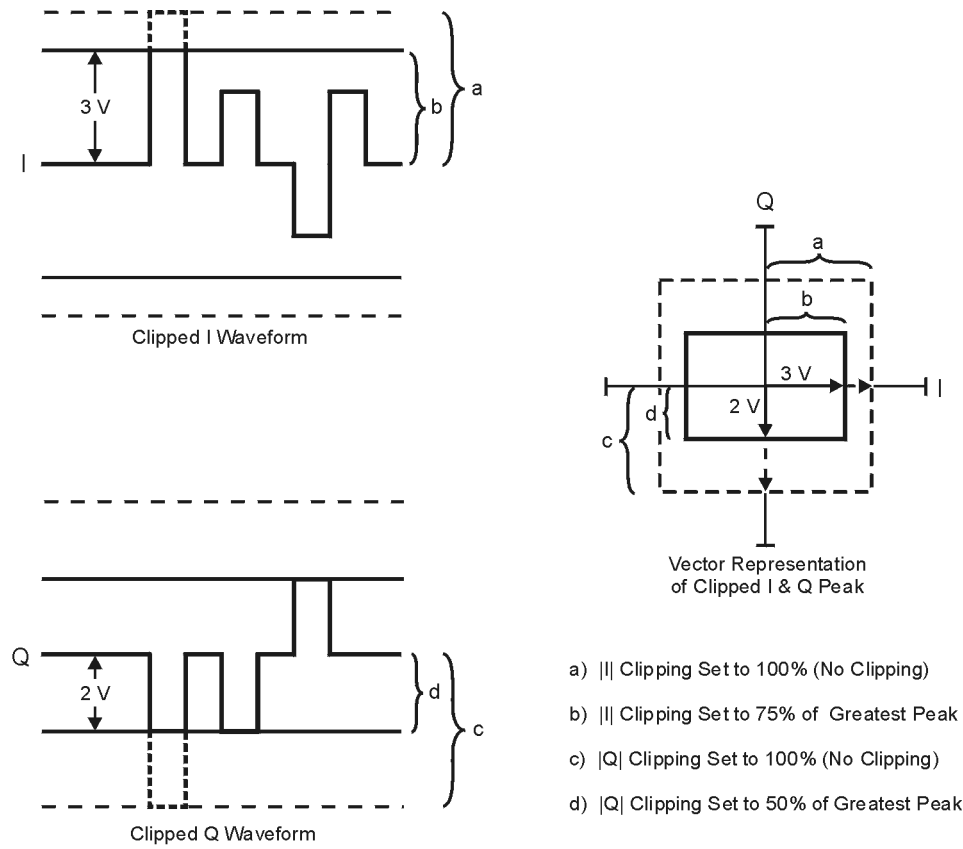 3 V
b
a
I
Clipped I Waveform
Q
a
b
3 V
I
2 V
d
c
Vector Representation
of Clipped I & Q Peak
Q
2 V
d
c
Clipped Q Waveform
a) |I| Clipping Set to 100% (No Clipping)
b) |I| Clipping Set to 75% of Greatest Peak
c) |Q| Clipping Set to 100% (No Clipping)
d) |Q| Clipping Set to 50% of Greatest Peak